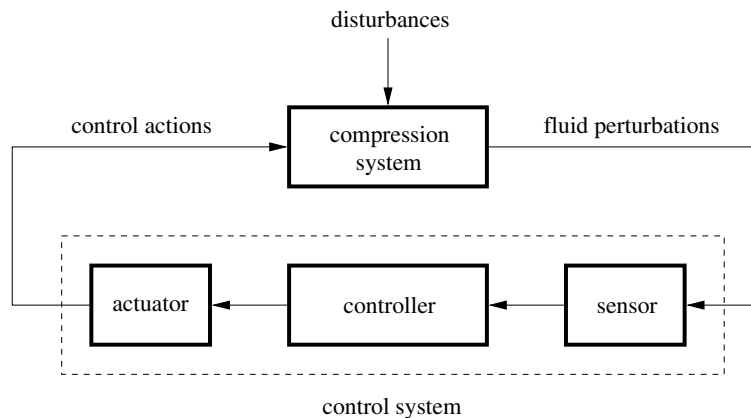 disturbances
control actions
compression
system
fluid perturbations
actuator
controller
sensor
control system